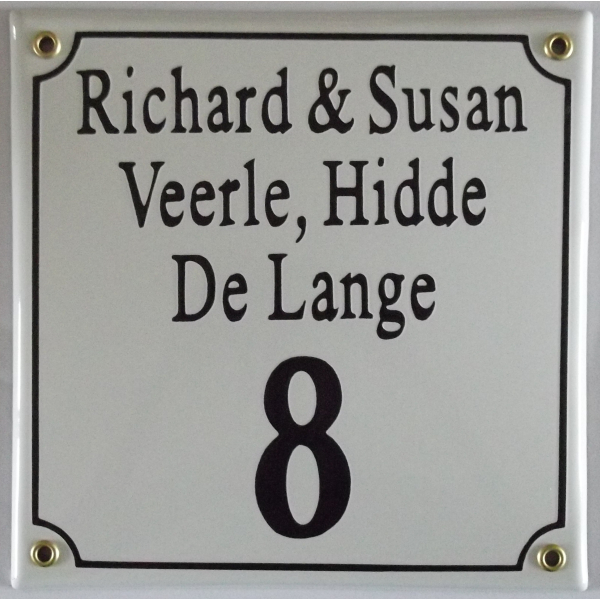 Richard & Susan
Veerle, Hidde
De Lange
8